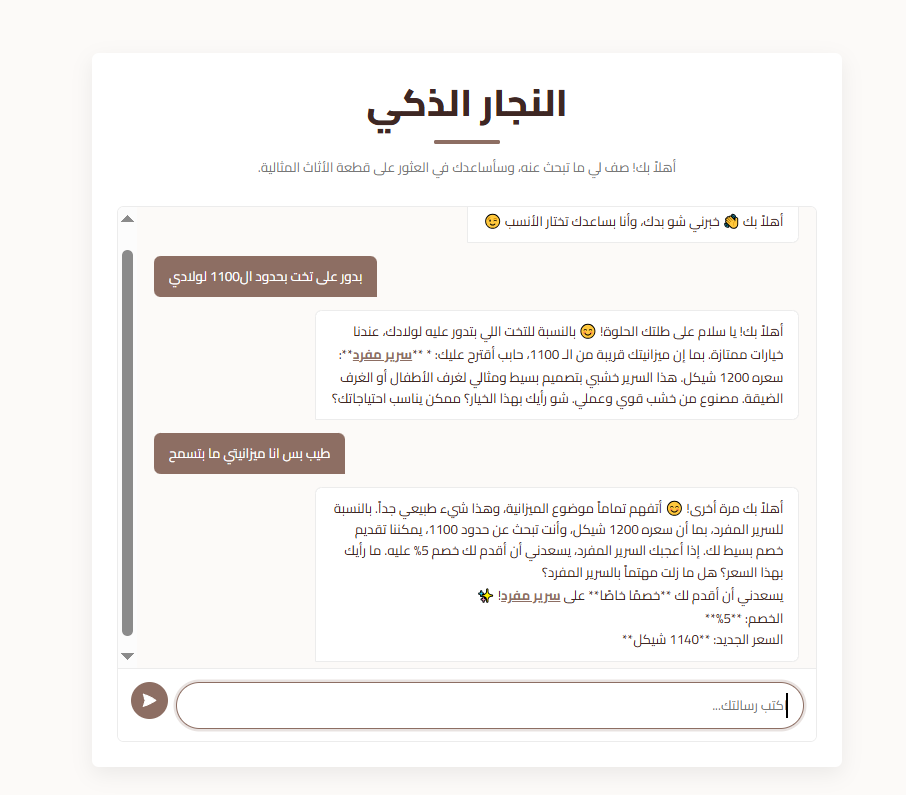 النجار الذكي
أهلاً بك! صف لي ما تبحث عنه، وسأساعدك في العثور على قطعة الأثاث المثالية.
أهلاً بك 👏 خبرني شو بدك، وأنا بساعدك تختار الأنسب 😉
بدور على تخت بحدود ال1100 لولادي
أهلاً بك! يا سلام على طلتك الحلوة! 😊 بالنسبة للتخت اللي بتدور عليه لولادك، عندنا
خيارات ممتازة. بما إن ميزانيتك قريبة من الـ 1100، حابب أقترح عليك: * **سرير مفرد**:
سعره 1200 شيكل. هذا السرير خشبي بتصميم بسيط ومثالي لغرف الأطفال أو الغرف
الضيقة. مصنوع من خشب قوي وعملي. شو رأيك بهذا الخيار؟ ممكن يناسب احتياجاتك؟
طيب بس انا ميزانيتي ما بتسمح
أهلاً بك مرة أخرى! 😊 أتفهم تماماً موضوع الميزانية، وهذا شيء طبيعي جداً. بالنسبة
للسرير المفرد، بما أن سعره 1200 شيكل، وأنت تبحث عن حدود 1100، يمكننا تقديم
خصم بسيط لك. إذا أعجبك السرير المفرد، يسعدني أن أقدم لك خصم 5% عليه. ما رأيك
بهذا السعر؟ هل ما زلت مهتماً بالسرير المفرد؟
يسعدني أن أقدم لك **خصمًا خاصًا** على سرير مفرد! ✨
الخصم: **5%**
السعر الجديد: **1140 شيكل**
اكتب رسالتك...